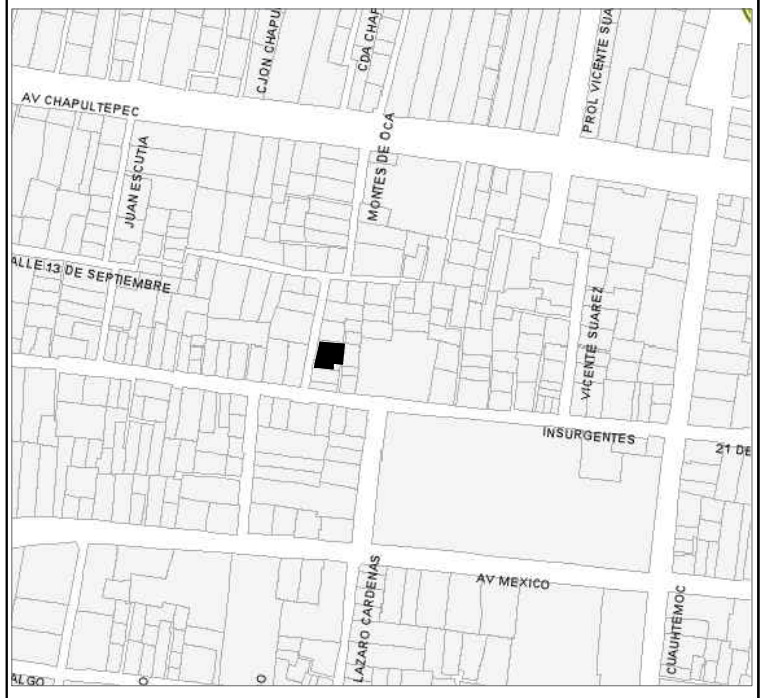 CJON CHAPU
CDA CHAP
PROL VICENTE SUA
AV CHAPULTEPEC
JUAN ESCUTIA
MONTES DE OCA
ALLE 13 DE SEPTIEMBRE
VICENTE SUAREZ
INSURGENTES
21 DE
AV MEXICO
LAZARO CARDENAS
CUAUHTEMOC
ALGO
O
O